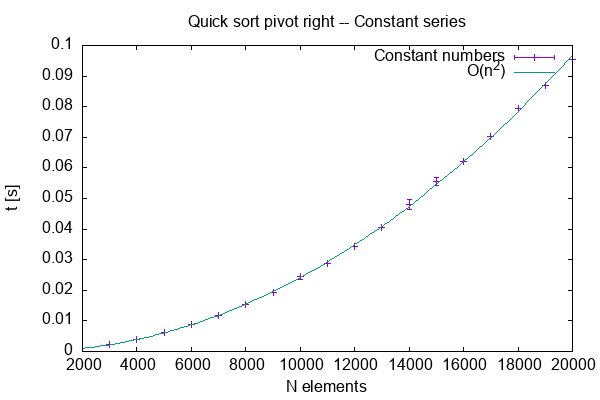 Quick sort pivot right -- Constant series
Constant numbers
O(n²)
t [s]
0.1
0.09
0.08
0.07
0.06
0.05
0.04
0.03
0.02
0.01
0
2000 4000 6000 8000 10000 12000 14000 16000 18000 20000
N elements